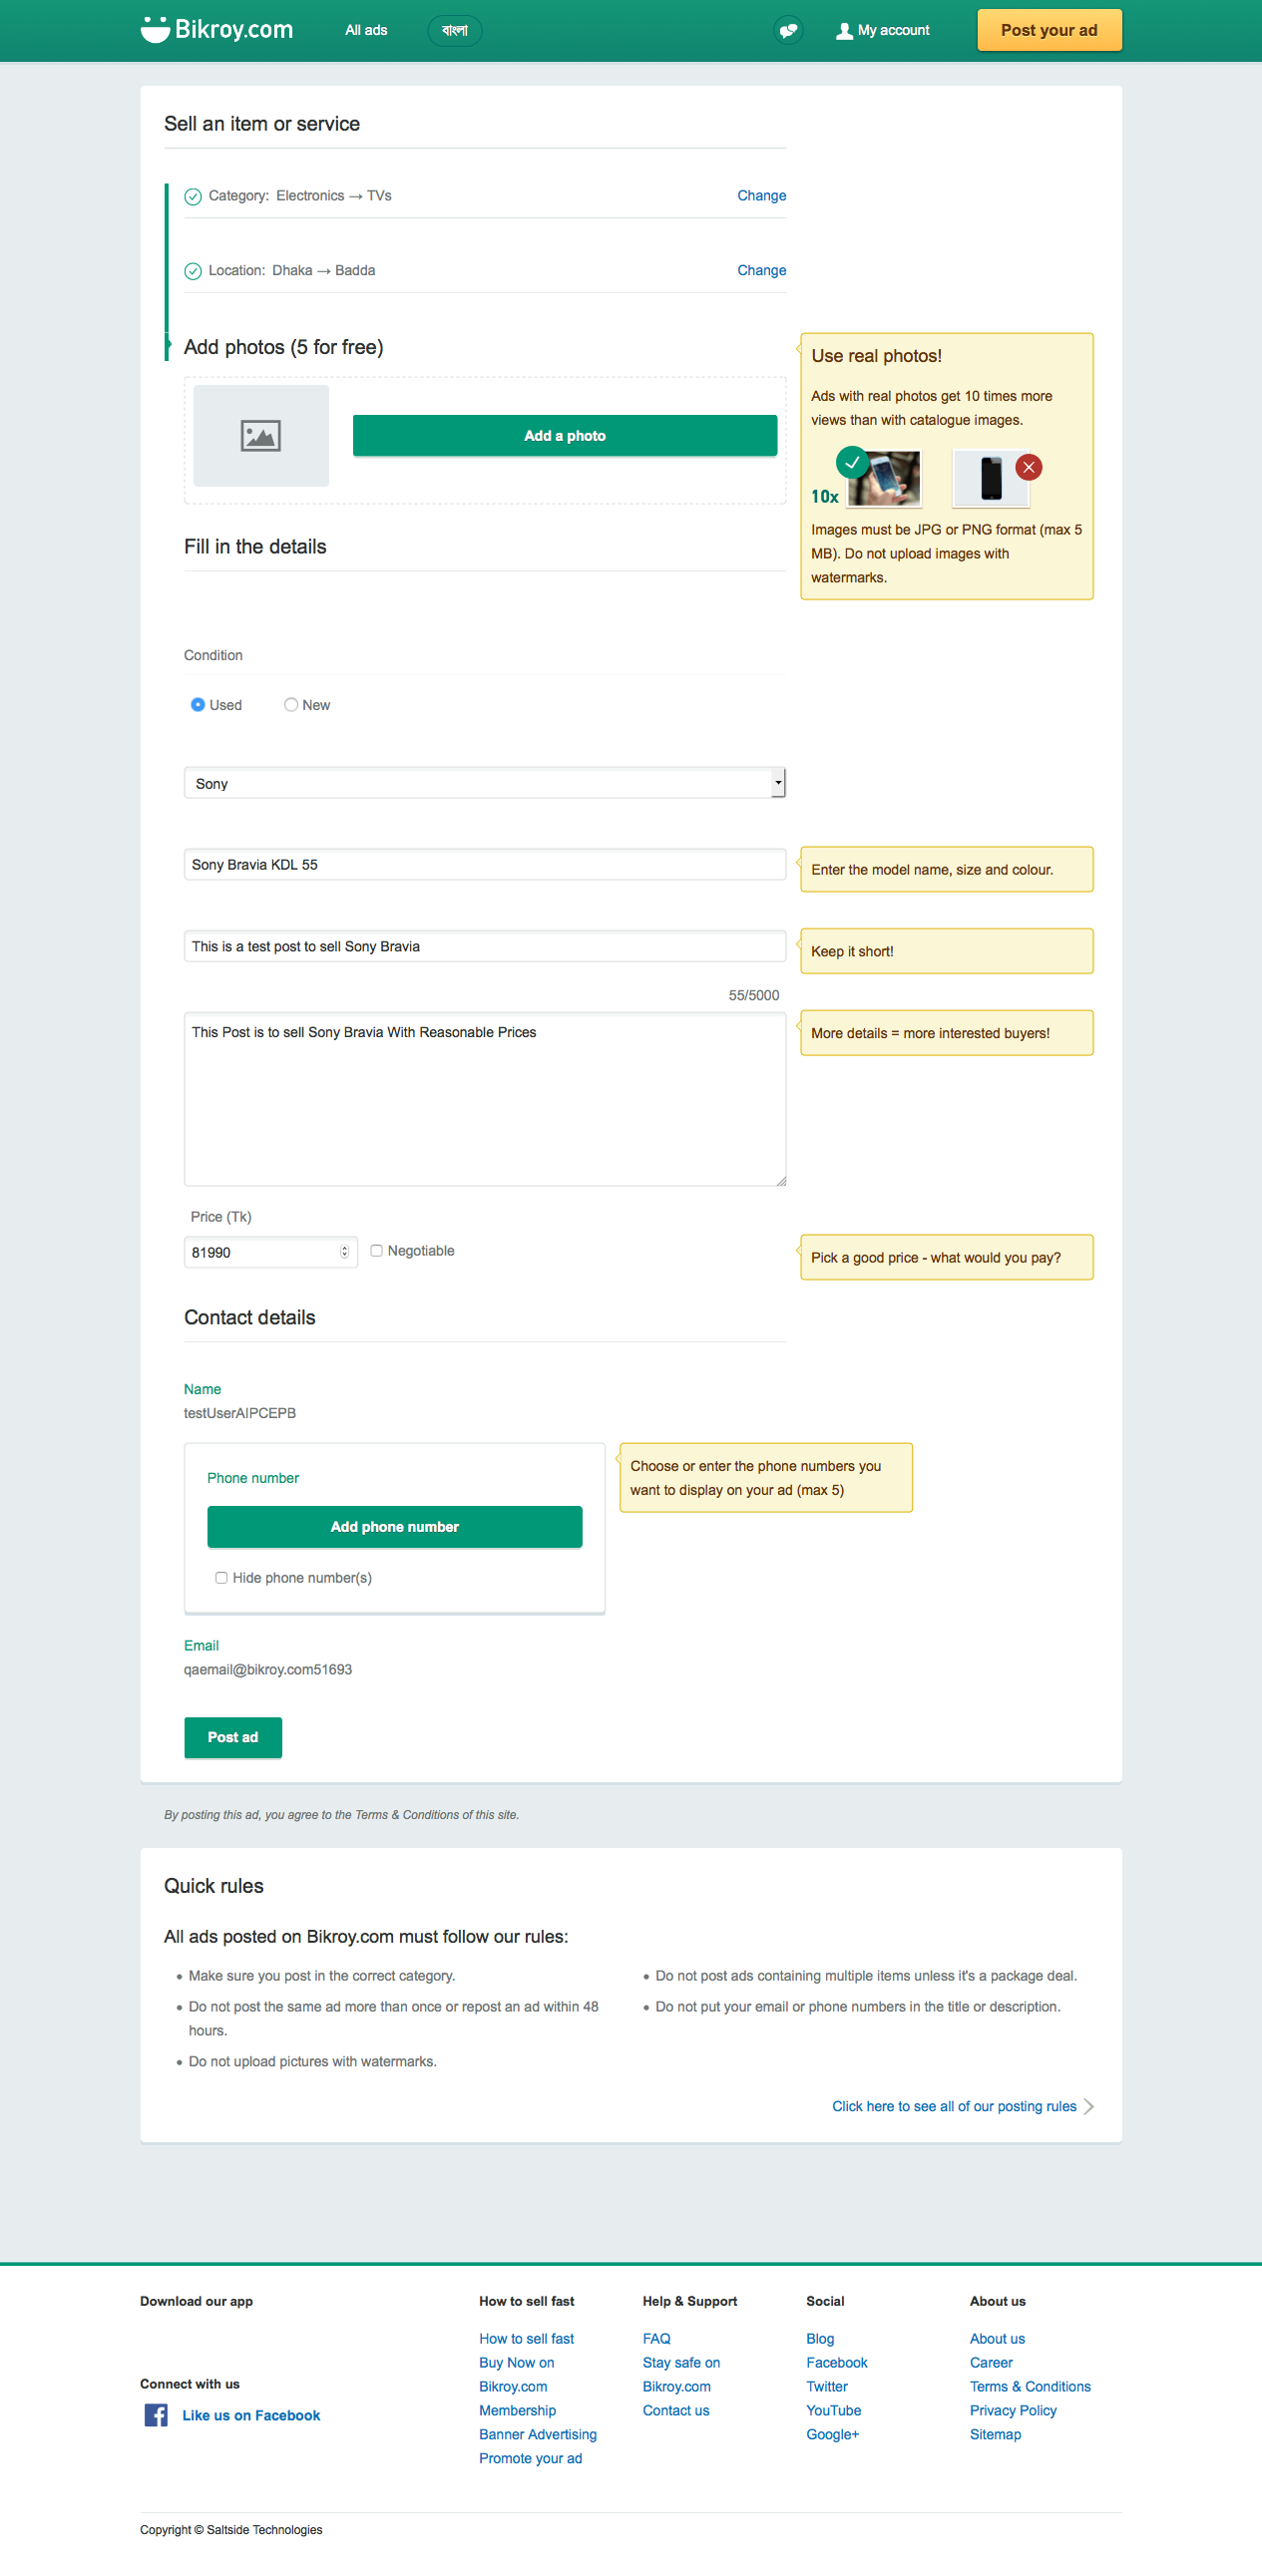 Bikroy.com
All ads
বাংলা
My account
Post your ad
Sell an item or service
Category: Electronics → TVs
Change
Location: Dhaka → Badda
Change
Add photos (5 for free)
Add a photo
Use real photos!
Ads with real photos get 10 times more
views than with catalogue images.
10x
Images must be JPG or PNG format (max 5
MB). Do not upload images with
watermarks.
Fill in the details
Condition
Used
New
Sony
Sony Bravia KDL 55
Enter the model name, size and colour.
This is a test post to sell Sony Bravia
Keep it short!
55/5000
This Post is to sell Sony Bravia With Reasonable Prices
More details = more interested buyers!
Price (Tk)
81990
Negotiable
Pick a good price - what would you pay?
Contact details
Name
testUserAIPCEPB
Phone number
Add phone number
Hide phone number(s)
Choose or enter the phone numbers you
want to display on your ad (max 5)
Email
qaemail@bikroy.com51693
Post ad
By posting this ad, you agree to the Terms & Conditions of this site.
Quick rules
All ads posted on Bikroy.com must follow our rules:
Make sure you post in the correct category.
Do not post the same ad more than once or repost an ad within 48
hours.
Do not upload pictures with watermarks.
Do not post ads containing multiple items unless it's a package deal.
Do not put your email or phone numbers in the title or description.
Click here to see all of our posting rules
Download our app
Connect with us
Like us on Facebook
How to sell fast
How to sell fast
Buy Now on
Bikroy.com
Membership
Banner Advertising
Promote your ad
Help & Support
FAQ
Stay safe on
Bikroy.com
Contact us
Social
Blog
Facebook
Twitter
YouTube
Google+
About us
About us
Career
Terms & Conditions
Privacy Policy
Sitemap
Copyright © Saltside Technologies